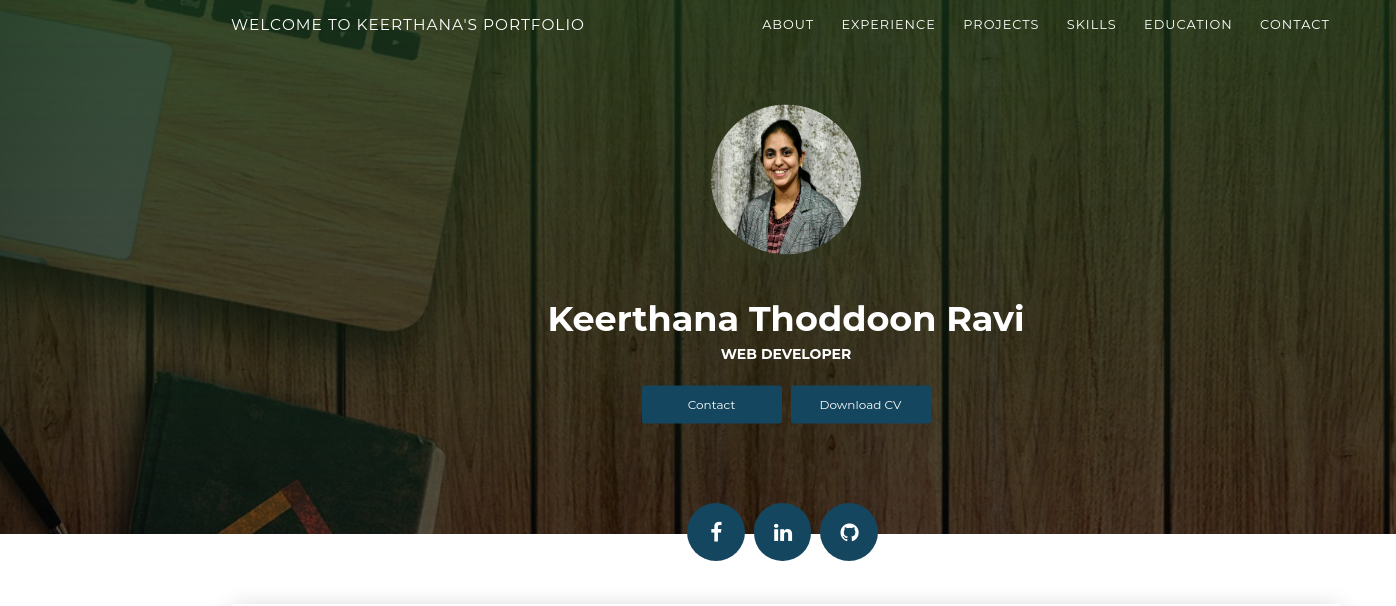 WELCOME TO KEERTHANA'S PORTFOLIO
ABOUT EXPERIENCE PROJECTS SKILLS EDUCATION CONTACT
Keerthana Thoddoon Ravi
WEB DEVELOPER
Contact Download CV